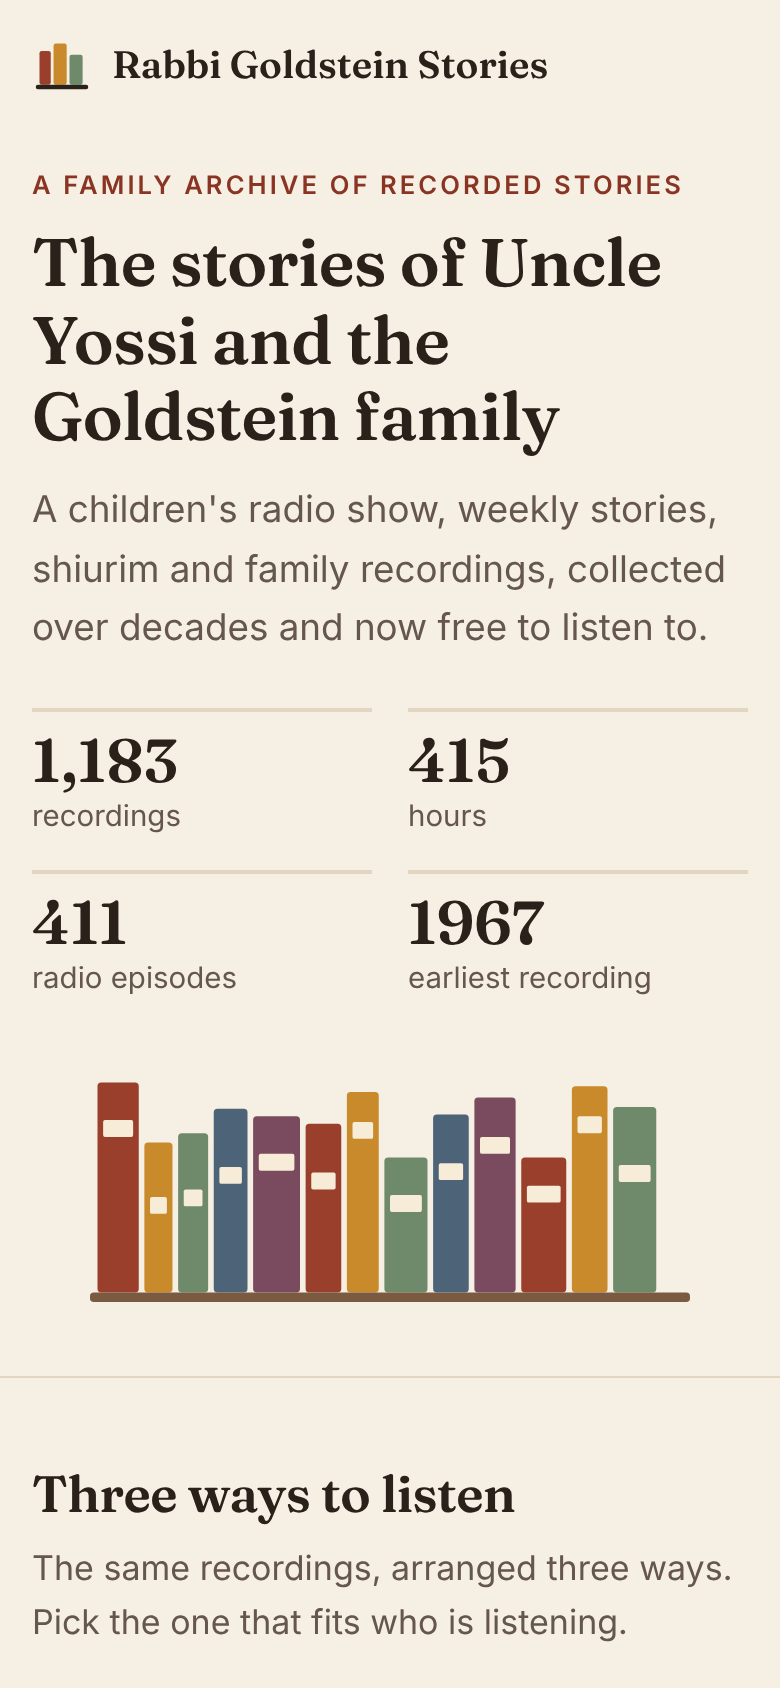 Rabbi Goldstein Stories
A FAMILY ARCHIVE OF RECORDED STORIES
The stories of Uncle
Yossi and the
Goldstein family
A children's radio show, weekly stories,
shiurim and family recordings, collected
over decades and now free to listen to.
1,183
recordings
415
hours
411
radio episodes
1967
earliest recording
Three ways to listen
The same recordings, arranged three ways.
Pick the one that fits who is listening.